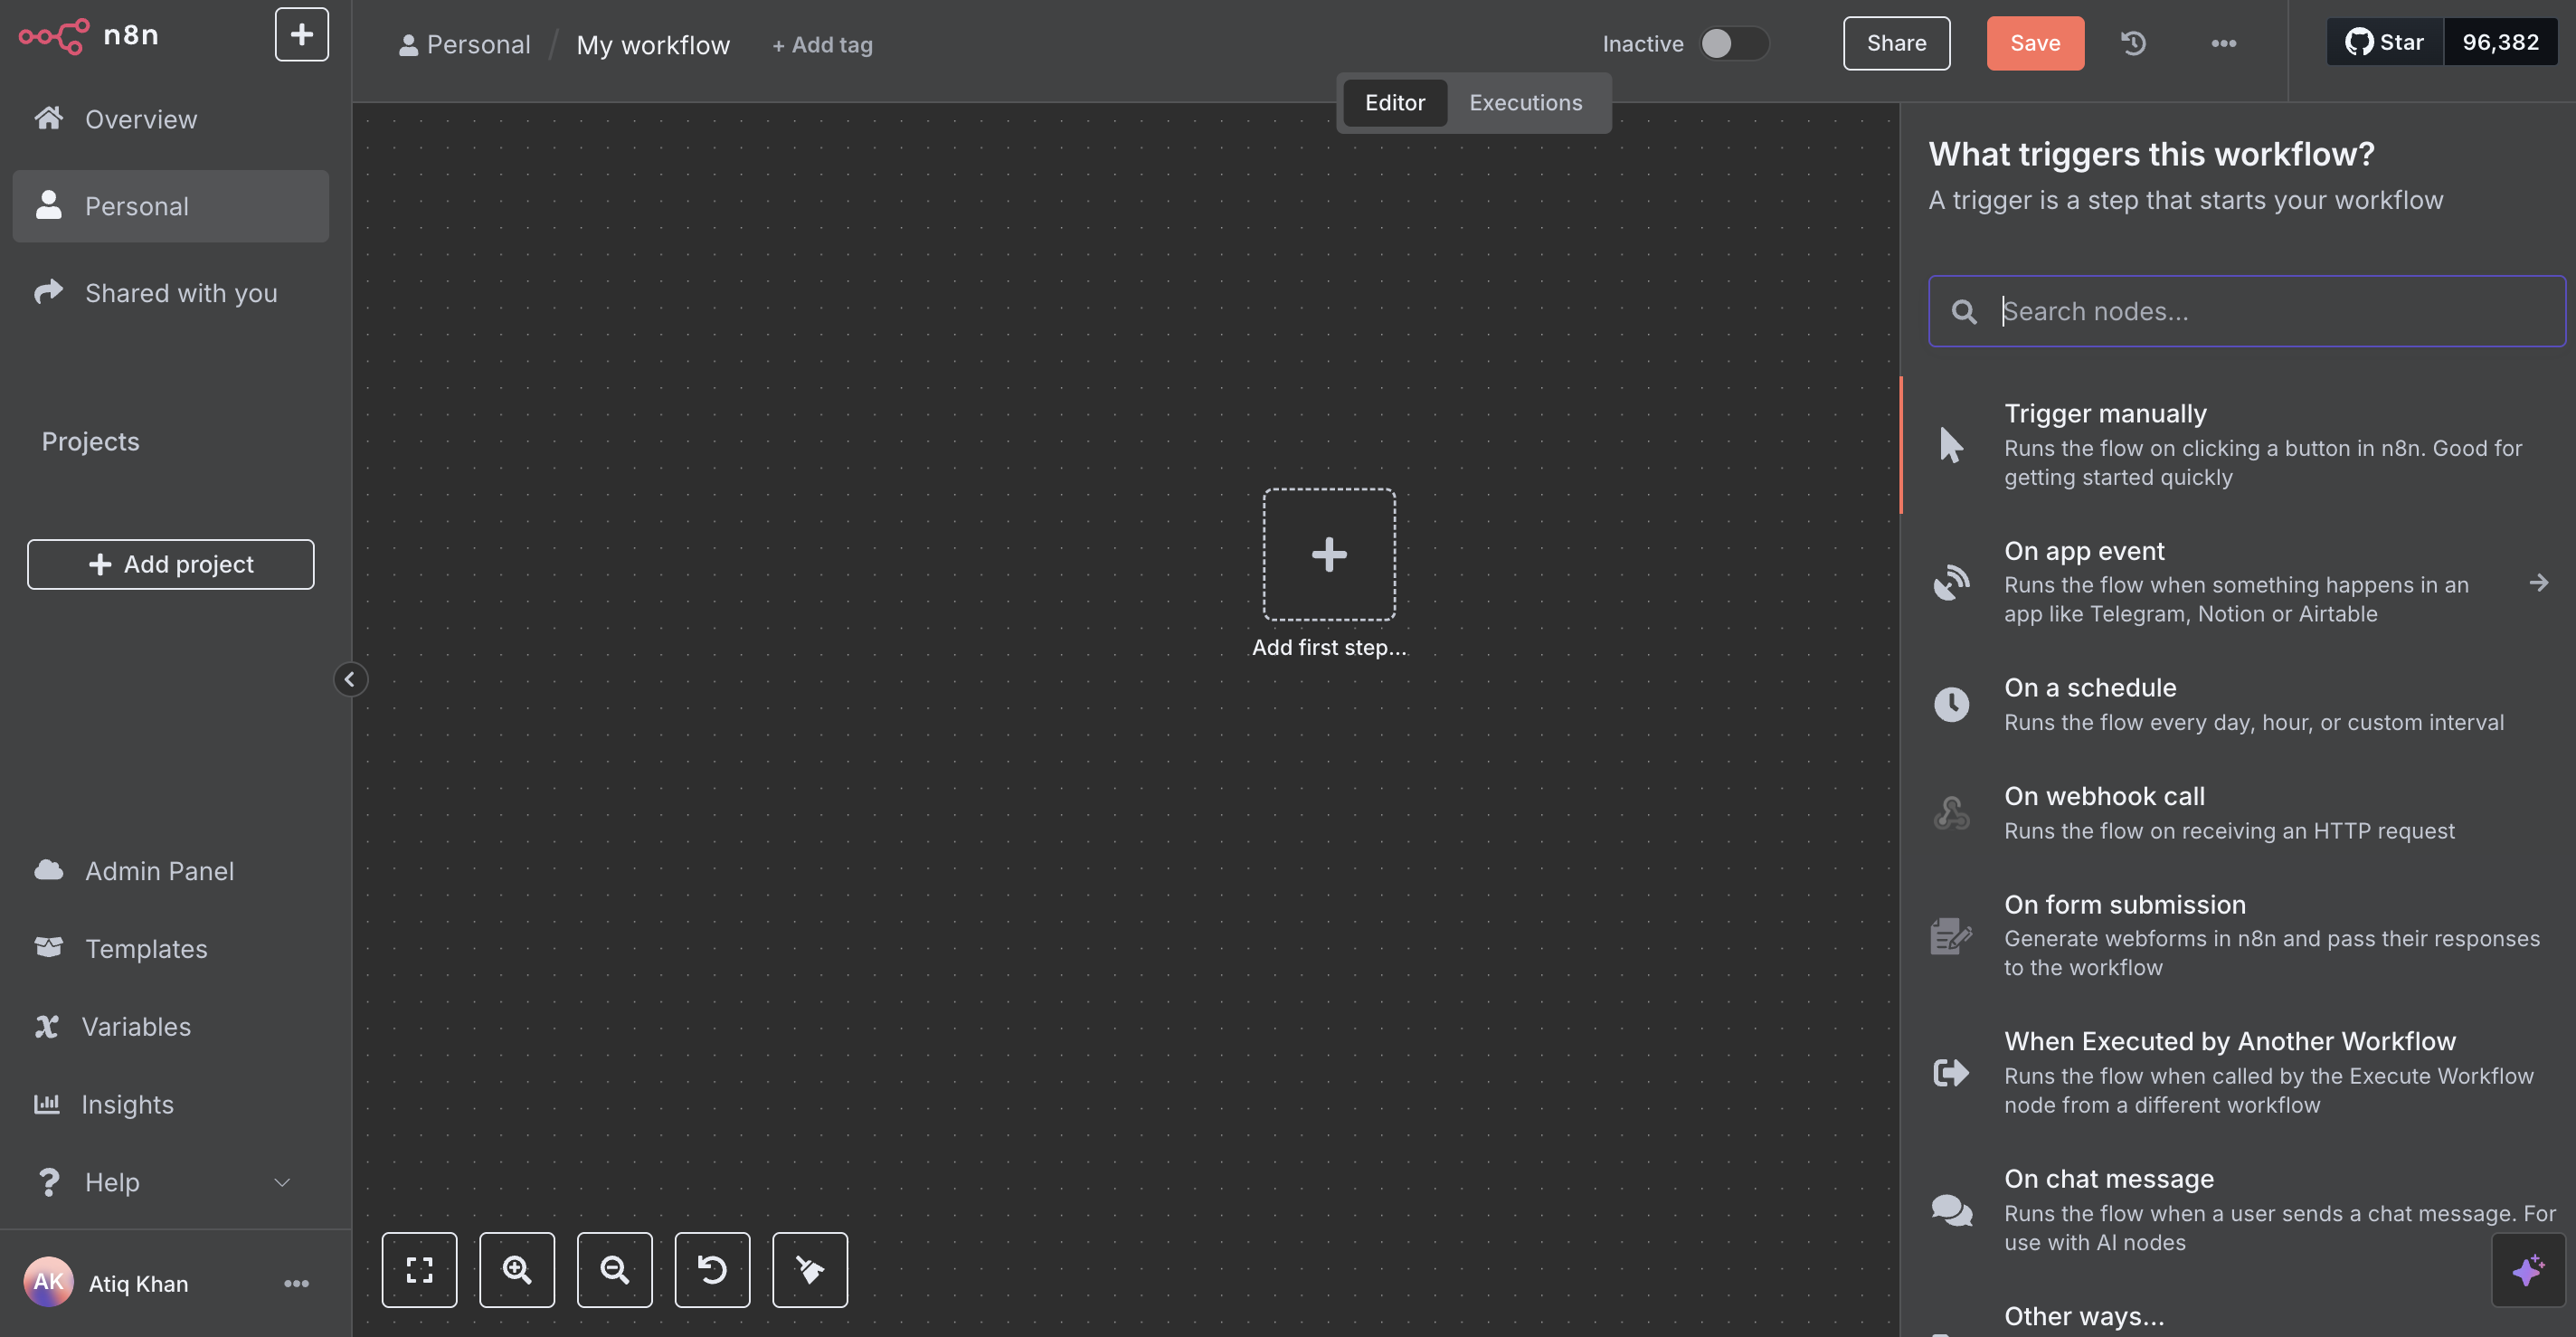 n8n
Overview
Personal
Shared with you
Projects
Add project
Admin Panel
Templates
Variables
Insights
Help
AK
Atiq Khan
Personal / My workflow + Add tag
Inactive
Share
Save
Star 96,382
Editor Executions
Add first step...
What triggers this workflow?
A trigger is a step that starts your workflow
Search nodes...
Trigger manually
Runs the flow on clicking a button in n8n. Good for
getting started quickly
On app event
Runs the flow when something happens in an
app like Telegram, Notion or Airtable
On a schedule
Runs the flow every day, hour, or custom interval
On webhook call
Runs the flow on receiving an HTTP request
On form submission
Generate webforms in n8n and pass their responses
to the workflow
When Executed by Another Workflow
Runs the flow when called by the Execute Workflow
node from a different workflow
On chat message
Runs the flow when a user sends a chat message. For
use with AI nodes
Other ways...